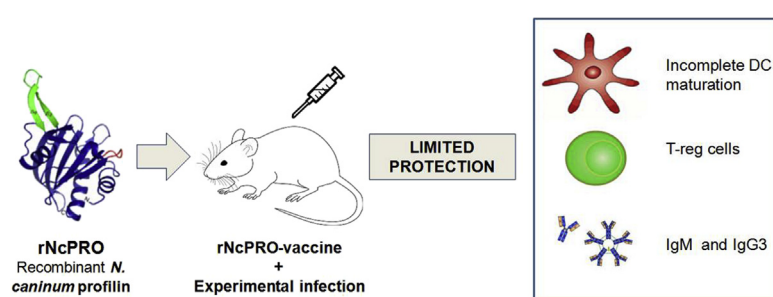 rNcPRO
Recombinant N.
caninum profilin
rNcPRO-vaccine
+
Experimental infection
LIMITED
PROTECTION
Incomplete DC
maturation
T-reg cells
IgM and IgG3